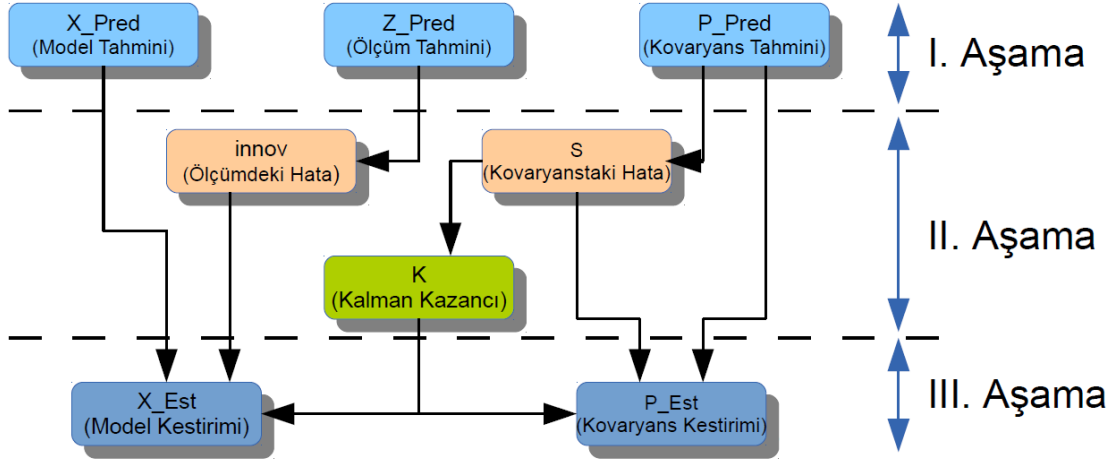 X_Pred
(Model Tahmini)
Z_Pred
(Ölçüm Tahmini)
P_Pred
(Kovaryans Tahmini)
I. Aşama
innov
(Ölçümdeki Hata)
S
(Kovaryanstaki Hata)
II. Aşama
K
(Kalman Kazancı)
X_Est
(Model Kestirimi)
P_Est
(Kovaryans Kestirimi)
III. Aşama